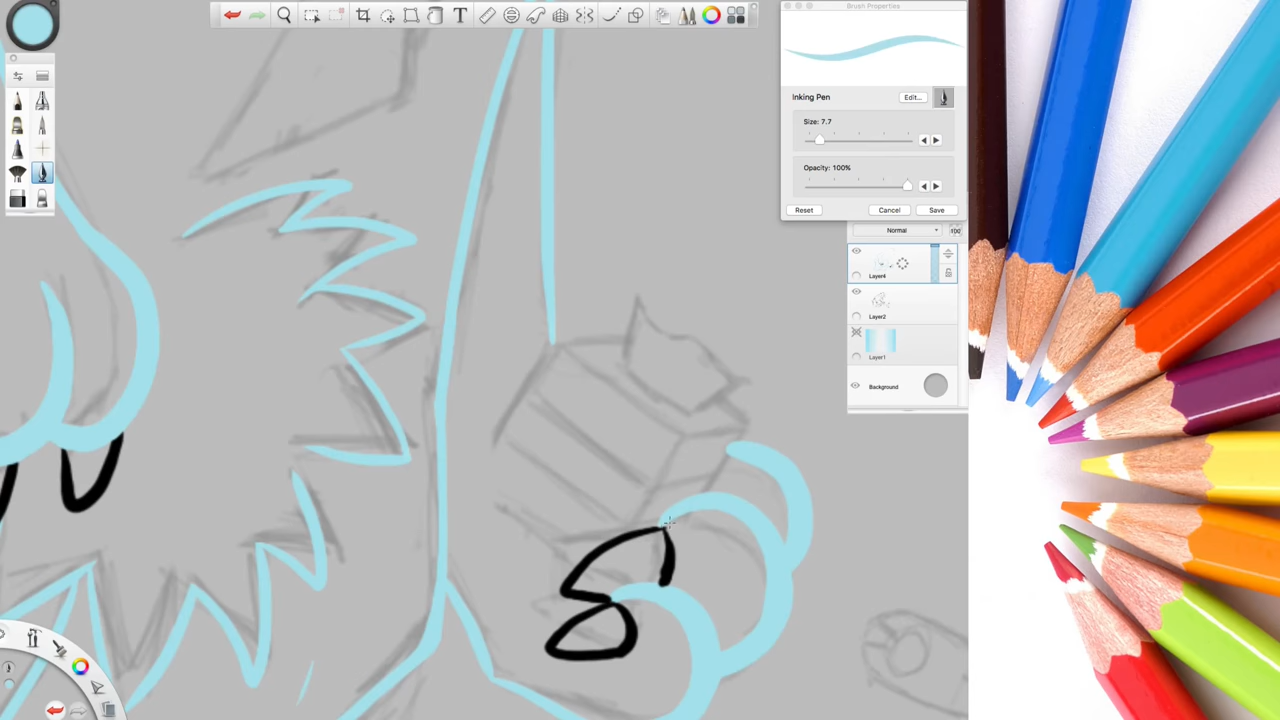 T
Brush Properties
Inking Pen
Edit...
Size: 7.7
Opacity: 100%
Reset
Cancel
Save
Normal
100
Layer4
Layer2
Layer1
Background